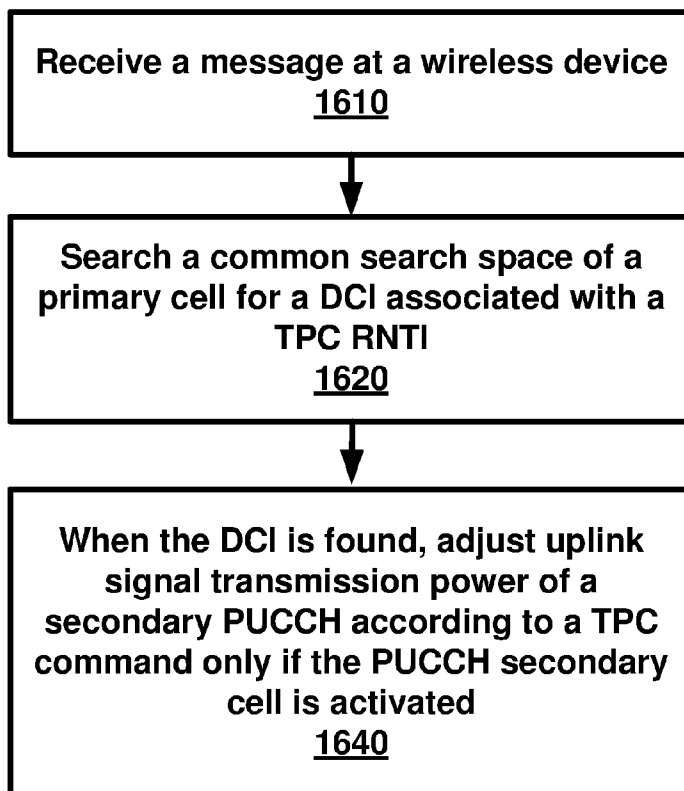 Receive a message at a wireless device
1610
Search a common search space of a
primary cell for a DCI associated with a
TPC RNTI
1620
When the DCI is found, adjust uplink
signal transmission power of a
secondary PUCCH according to a TPC
command only if the PUCCH secondary
cell is activated
1640